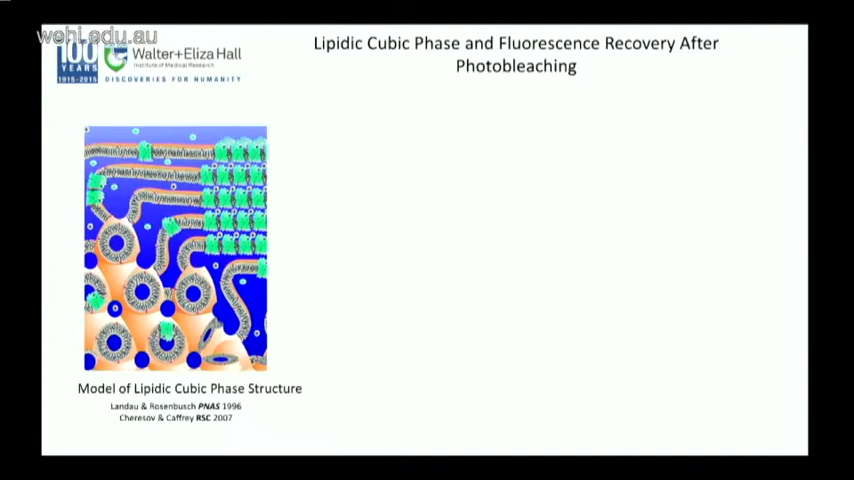 wehi.edu.au
100
YEARS
1915-2015
Walter+Eliza Hall
Institute of Medical Research
DISCOVERIES FOR HUMANITY
Lipidic Cubic Phase and Fluorescence Recovery After
Photobleaching
Model of Lipidic Cubic Phase Structure
Landau & Rosenbusch PNAS 1996
Cheresov & Caffrey RSC 2007